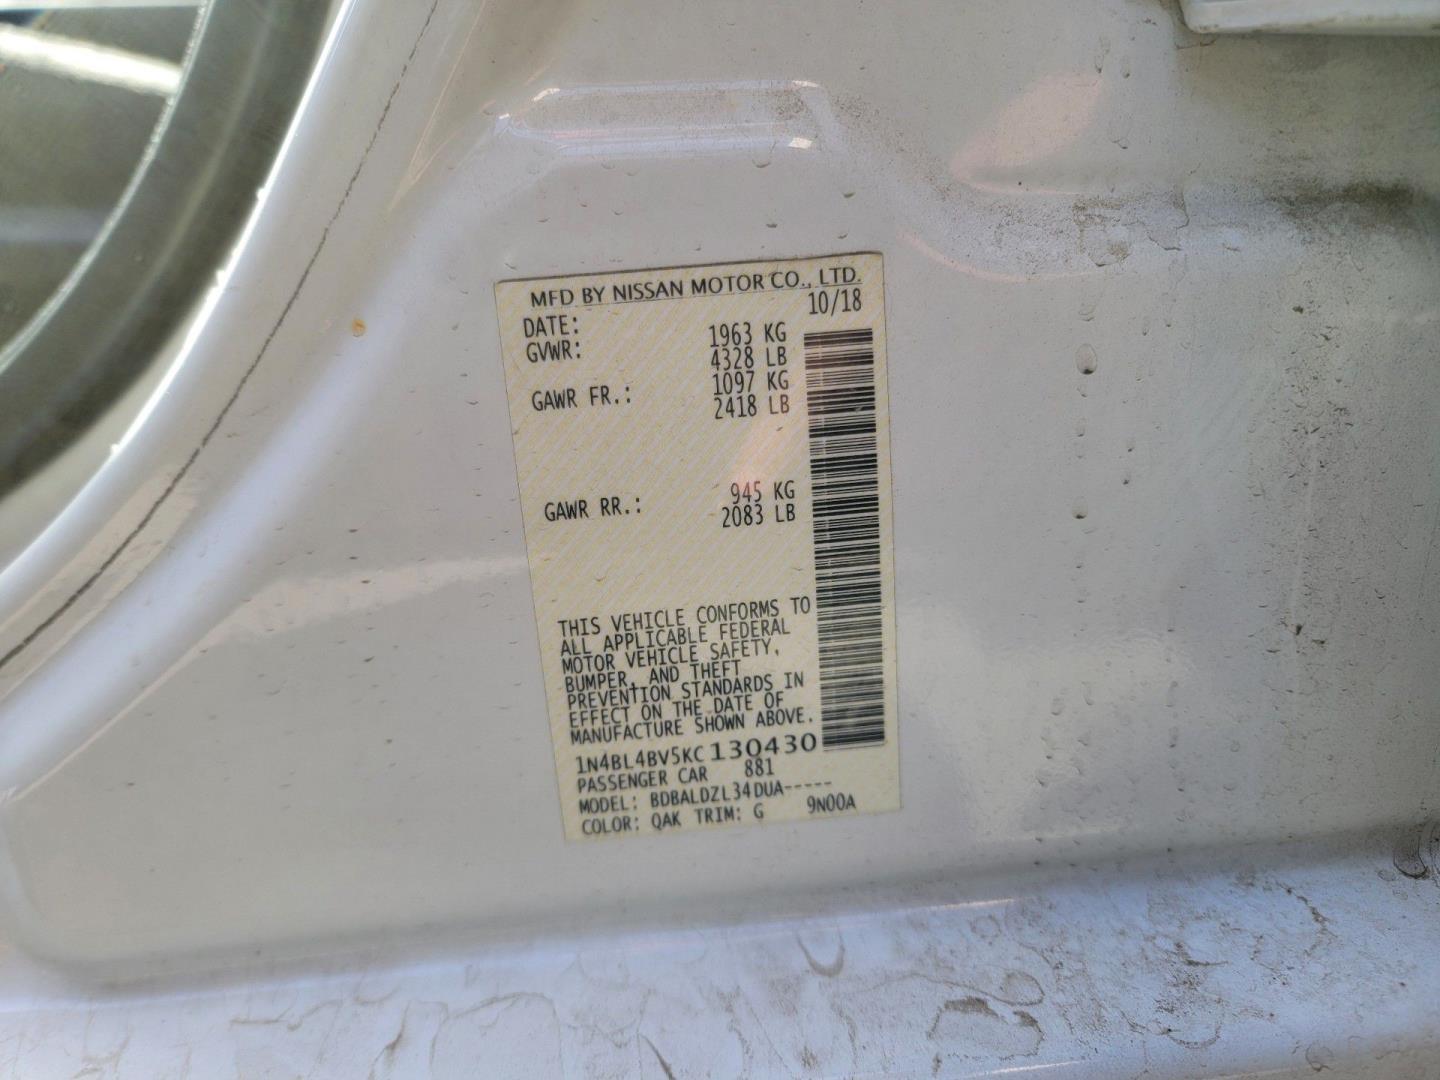 MFD BY NISSAN MOTOR CO., LTD.
DATE: 10/18
GVWR: 1963 KG
4328 LB
GAWR FR.: 1097 KG
2418 LB
GAWR RR.: 945 KG
2083 LB
THIS VEHICLE CONFORMS TO
ALL APPLICABLE FEDERAL
MOTOR VEHICLE SAFETY,
BUMPER, AND THEFT
PREVENTION STANDARDS IN
EFFECT ON THE DATE OF
MANUFACTURE SHOWN ABOVE.
1N4BL4BV5KC130430
PASSENGER CAR 881
MODEL: BDBALDZL34DUA-----
COLOR: QAK TRIM: G 9N00A